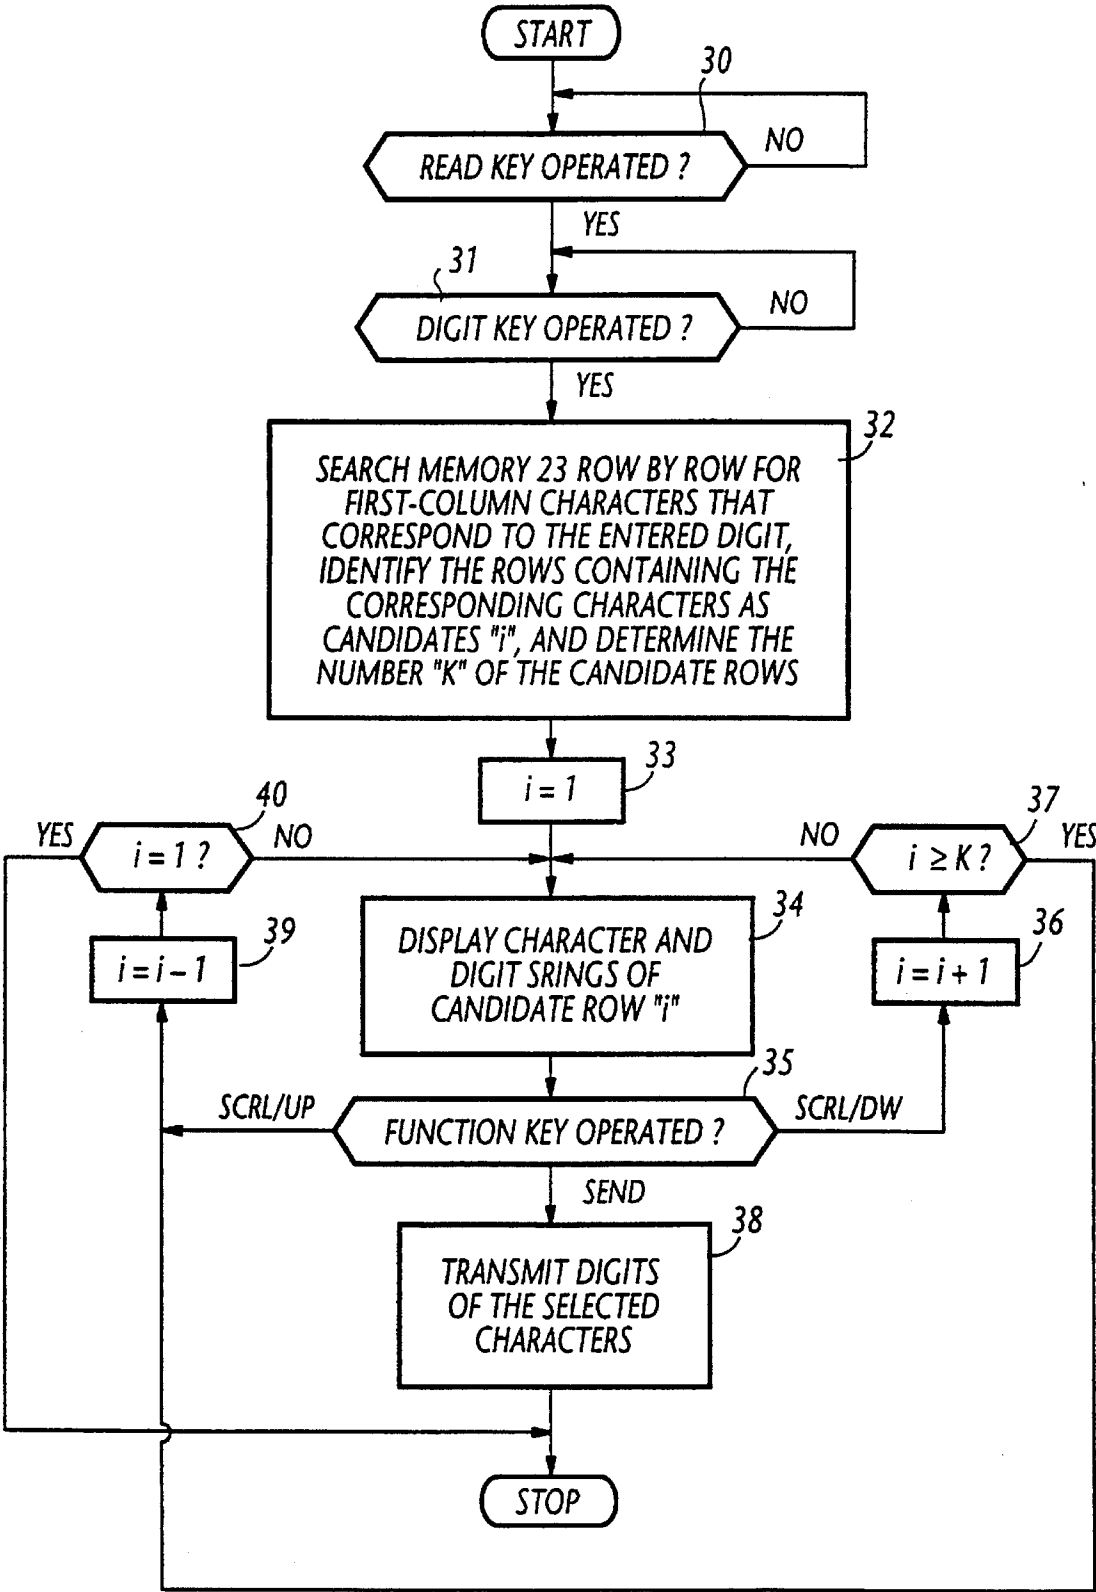 START
30
READ KEY OPERATED ?
NO
YES
31
DIGIT KEY OPERATED ?
NO
YES
32
SEARCH MEMORY 23 ROW BY ROW FOR
FIRST-COLUMN CHARACTERS THAT
CORRESPOND TO THE ENTERED DIGIT,
IDENTIFY THE ROWS CONTAINING THE
CORRESPONDING CHARACTERS AS
CANDIDATES "i", AND DETERMINE THE
NUMBER "K" OF THE CANDIDATE ROWS
33
i = 1
40
YES
i = 1 ?
NO
37
NO
i ≥ K ?
YES
39
i = i – 1
34
DISPLAY CHARACTER AND
DIGIT SRINGS OF
CANDIDATE ROW "i"
36
i = i + 1
35
SCRL/UP
FUNCTION KEY OPERATED ?
SCRL/DW
SEND
38
TRANSMIT DIGITS
OF THE SELECTED
CHARACTERS
STOP